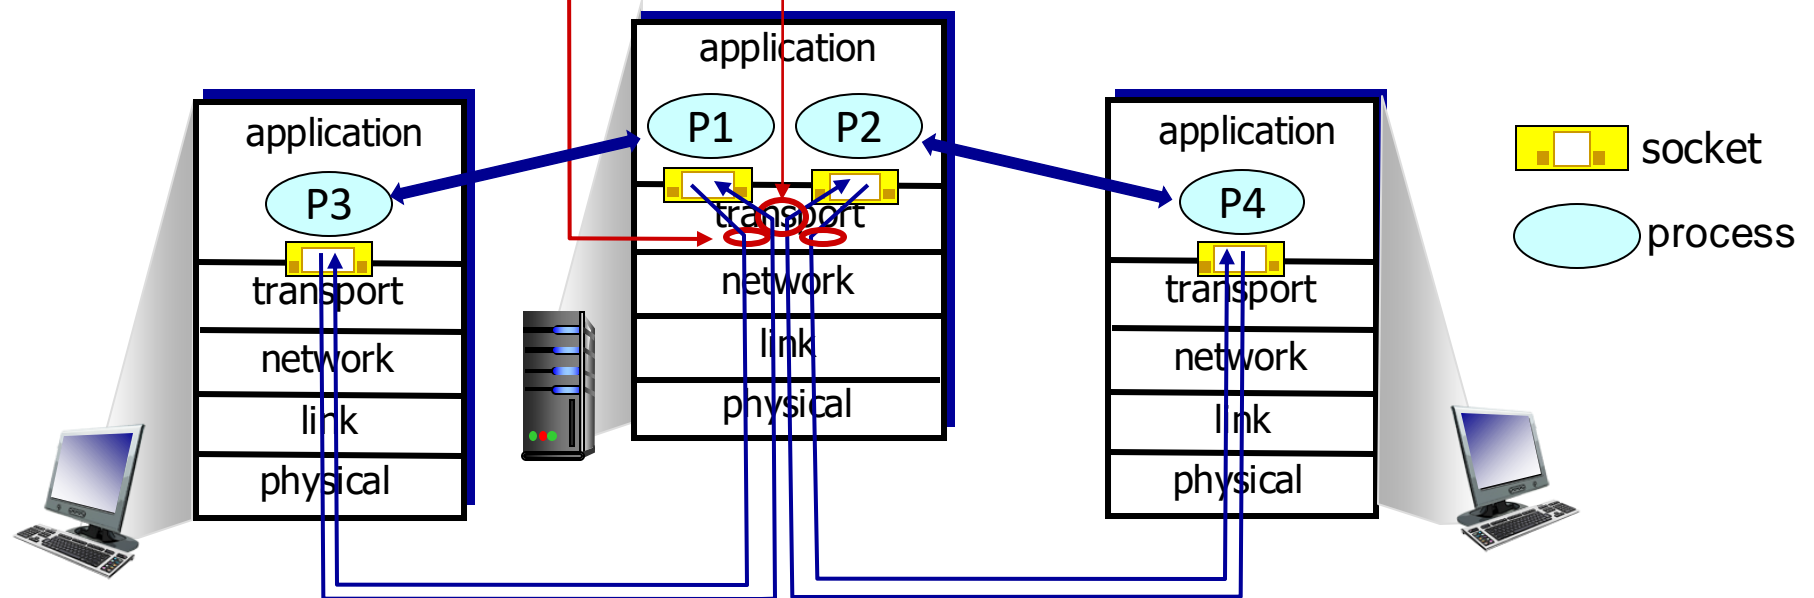 application
P3
transport
network
link
physical
application
P1
P2
transport
network
link
physical
application
P4
transport
network
link
physical
socket
process